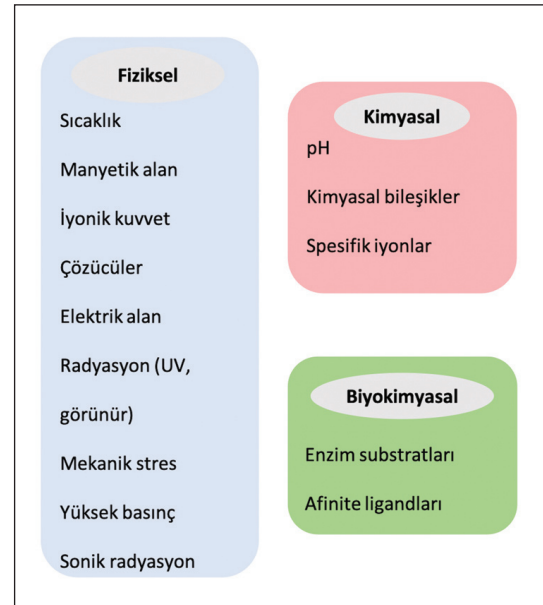 Fiziksel
Sıcaklık
Manyetik alan
İyonik kuvvet
Çözücüler
Elektrik alan
Radyasyon (UV,
görünür)
Mekanik stres
Yüksek basınç
Sonik radyasyon
Kimyasal
pH
Kimyasal bileşikler
Spesifik iyonlar
Biyokimyasal
Enzim substratları
Afinite ligandları